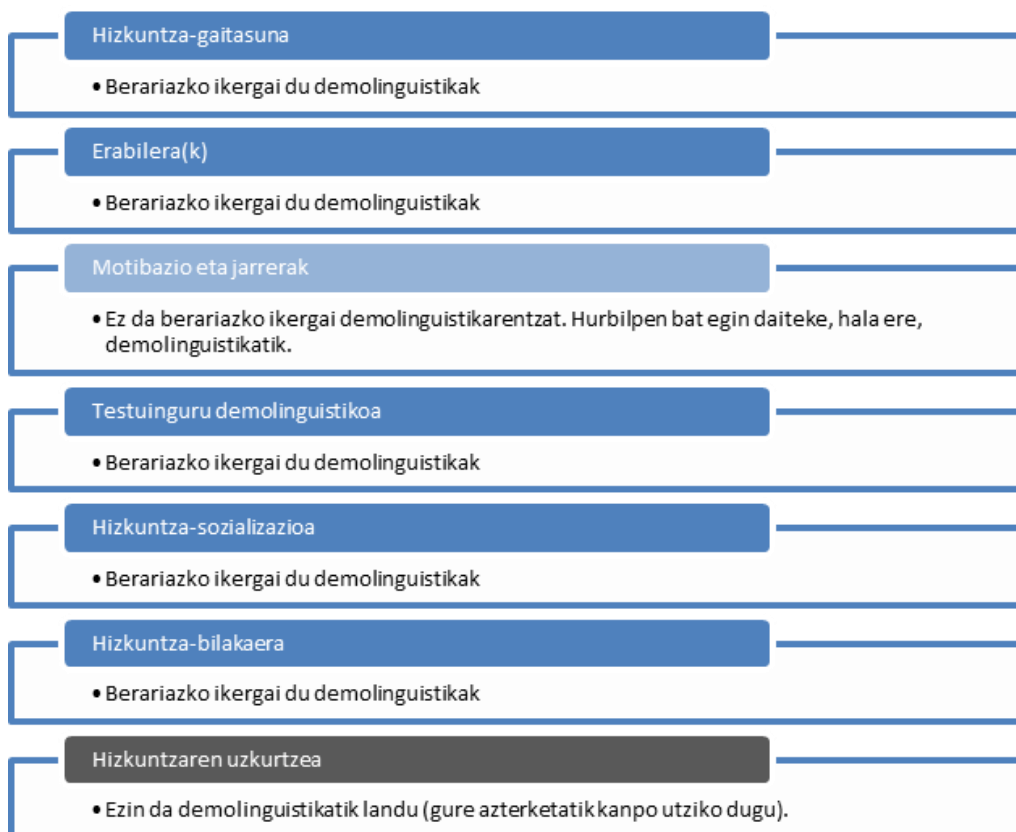 Hizkuntza-gaitasuna
• Berariazko ikergai du demolinguistikak
Erabilera(k)
• Berariazko ikergai du demolinguistikak
Motibazio eta jarrerak
• Ez da berariazko ikergai demolinguistikarentzat. Hurbilpen bat egin daiteke, hala ere,
demolinguistikatik.
Testuinguru demolinguistikoa
• Berariazko ikergai du demolinguistikak
Hizkuntza-sozializazioa
• Berariazko ikergai du demolinguistikak
Hizkuntza-bilakaera
• Berariazko ikergai du demolinguistikak
Hizkuntzaren uzkurtzea
• Ezin da demolinguistikatik landu (gure azterketatik kanpo utziko dugu).